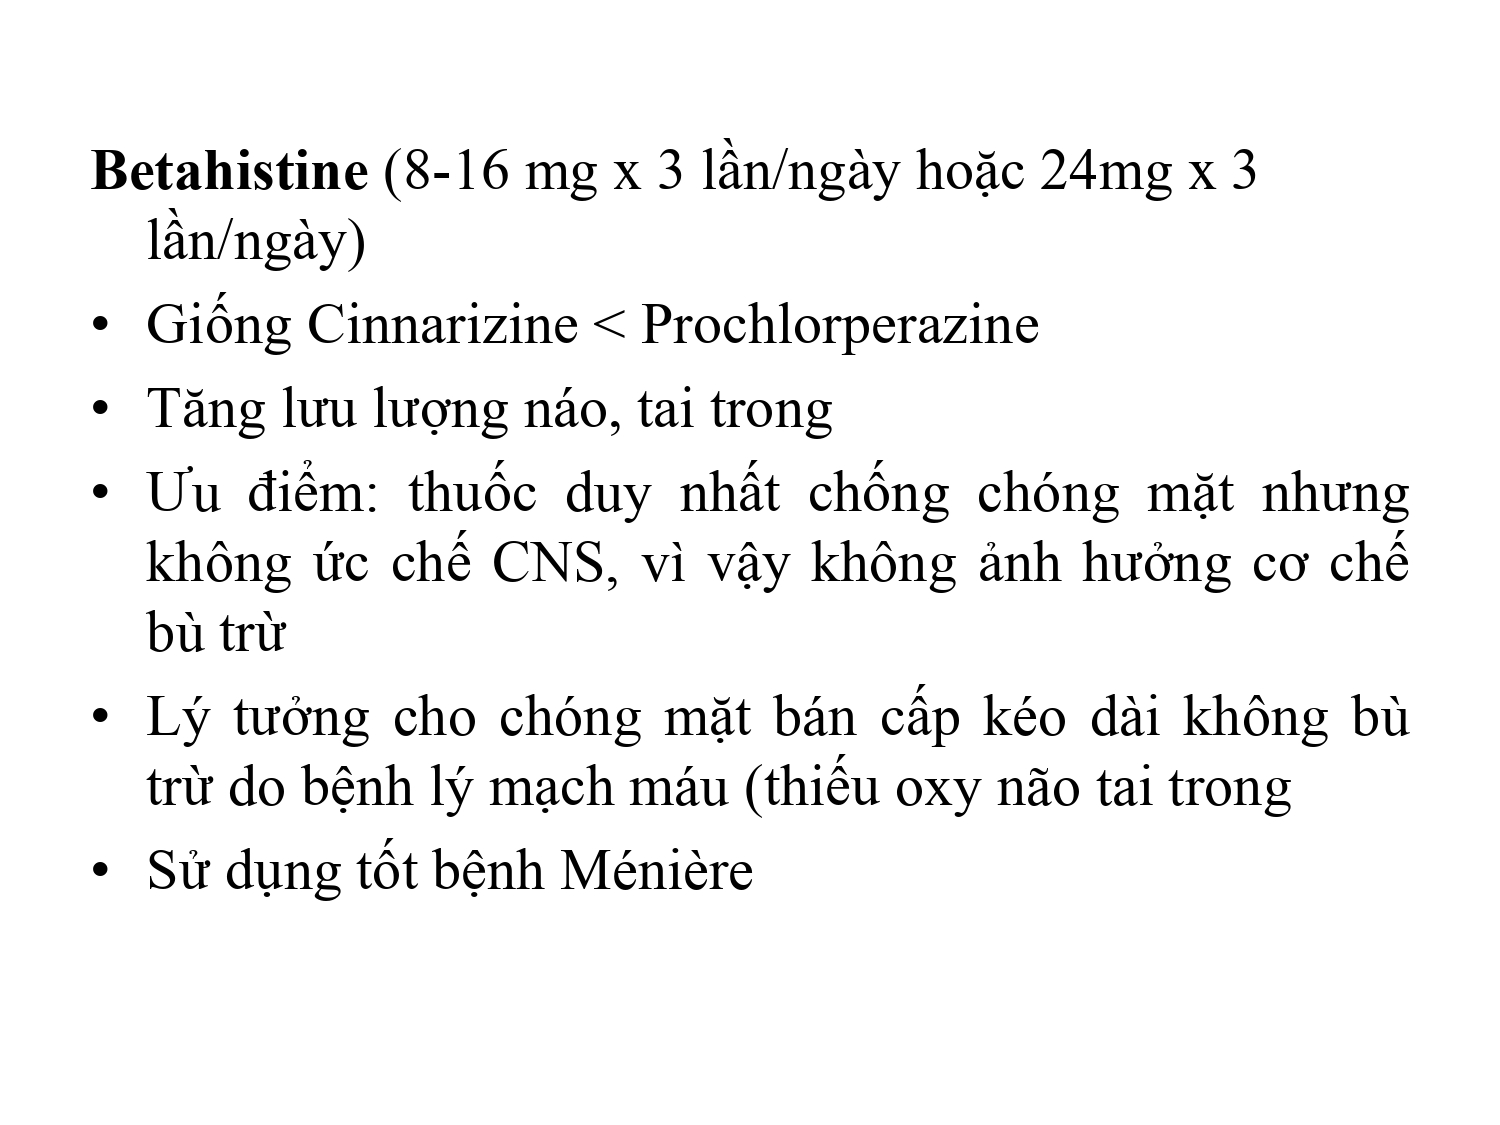 Betahistine (8-16 mg x 3 lần/ngày hoặc 24mg x 3
lần/ngày)
• Giống Cinnarizine < Prochlorperazine
• Tăng lưu lượng náo, tai trong
• Ưu điểm: thuốc duy nhất chống chóng mặt nhưng
không ức chế CNS, vì vậy không ảnh hưởng cơ chế
bù trừ
• Lý tưởng cho chóng mặt bán cấp kéo dài không bù
trừ do bệnh lý mạch máu (thiếu oxy não tai trong
• Sử dụng tốt bệnh Ménière